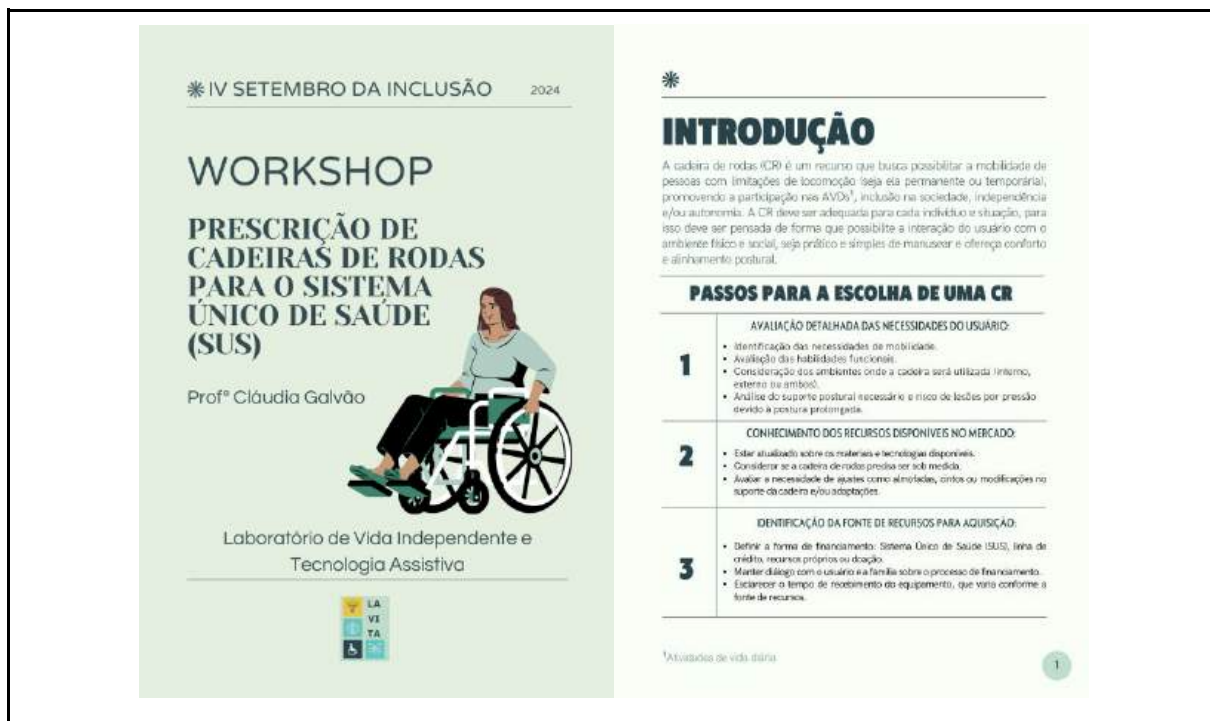 IV SETEMBRO DA INCLUSÃO
2024
WORKSHOP
PRESCRIÇÃO DE
CADEIRAS DE RODAS
PARA O SISTEMA
ÚNICO DE SAÚDE
(SUS)
Profª Cláudia Galvão
Laboratório de Vida Independente e
Tecnologia Assistiva
LA
VI
TA
INTRODUÇÃO
A cadeira de rodas (CR) é um recurso que busca possibilitar a mobilidade de
pessoas com limitações de locomoção (seja ela permanente ou temporária),
promovendo a participação nas AVDs¹, inclusão na sociedade, independência
e/ou autonomia. A CR deve ser adequada para cada indivíduo e situação, para
isso deve ser pensada de forma que possibilite a interação do usuário com o
ambiente físico e social, seja prático e simples de manusear e ofereça conforto
e alinhamento postural.
PASSOS PARA A ESCOLHA DE UMA CR
1
AVALIAÇÃO DETALHADA DAS NECESSIDADES DO USUÁRIO:
• Identificação das necessidades de mobilidade.
• Avaliação das habilidades funcionais.
• Consideração dos ambientes onde a cadeira será utilizada (interno,
externo ou ambos).
• Análise do suporte postural necessário e risco de lesões por pressão
devido à postura prolongada.
2
CONHECIMENTO DOS RECURSOS DISPONÍVEIS NO MERCADO:
• Estar atualizado sobre os materiais e tecnologias disponíveis.
• Considerar se a cadeira de rodas precisa ser sob medida.
• Avaliar a necessidade de ajustes como almofadas, cintos ou modificações no
suporte da cadeira e/ou adaptações.
3
IDENTIFICAÇÃO DA FONTE DE RECURSOS PARA AQUISIÇÃO:
• Definir a forma de financiamento: Sistema Único de Saúde (SUS), linha de
crédito, recursos próprios ou doação.
• Manter diálogo com o usuário e a família sobre o processo de financiamento.
• Esclarecer o tempo de recebimento do equipamento, que varia conforme a
fonte de recursos.
¹Atividades de vida diária
1